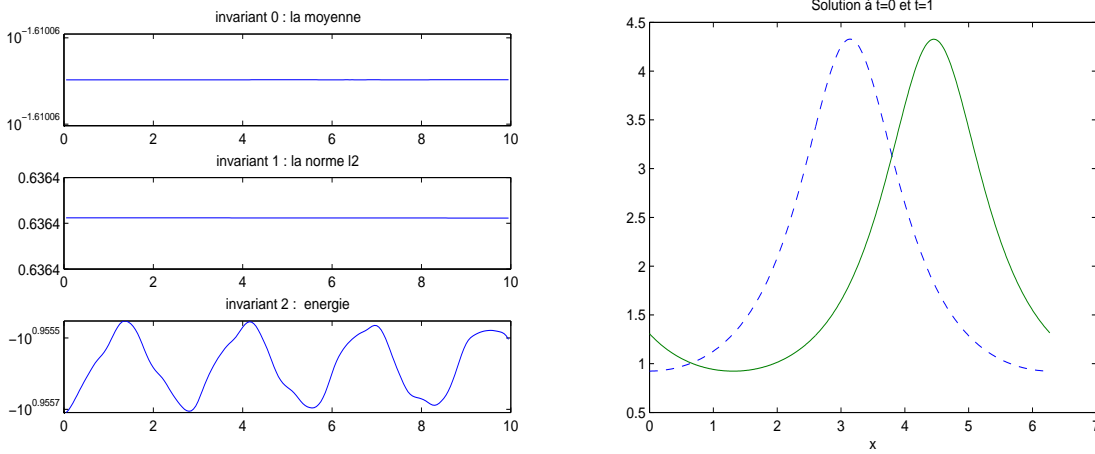 invariant 0 : la moyenne
10^-1.61006
10^-1.61006
0 2 4 6 8 10
invariant 1 : la norme l2
0.6364
0.6364
0.6364
0 2 4 6 8 10
invariant 2 : energie
-10^0.9555
-10^0.9557
0 2 4 6 8 10
Solution à t=0 et t=1
4.5
4
3.5
3
2.5
2
1.5
1
0.5
0 1 2 3 4 5 6 7
x